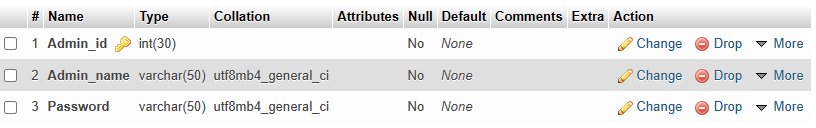 # Name Type Collation Attributes Null Default Comments Extra Action
1 Admin_id int(30) No None Change Drop More
2 Admin_name varchar(50) utf8mb4_general_ci No None Change Drop More
3 Password varchar(50) utf8mb4_general_ci No None Change Drop More